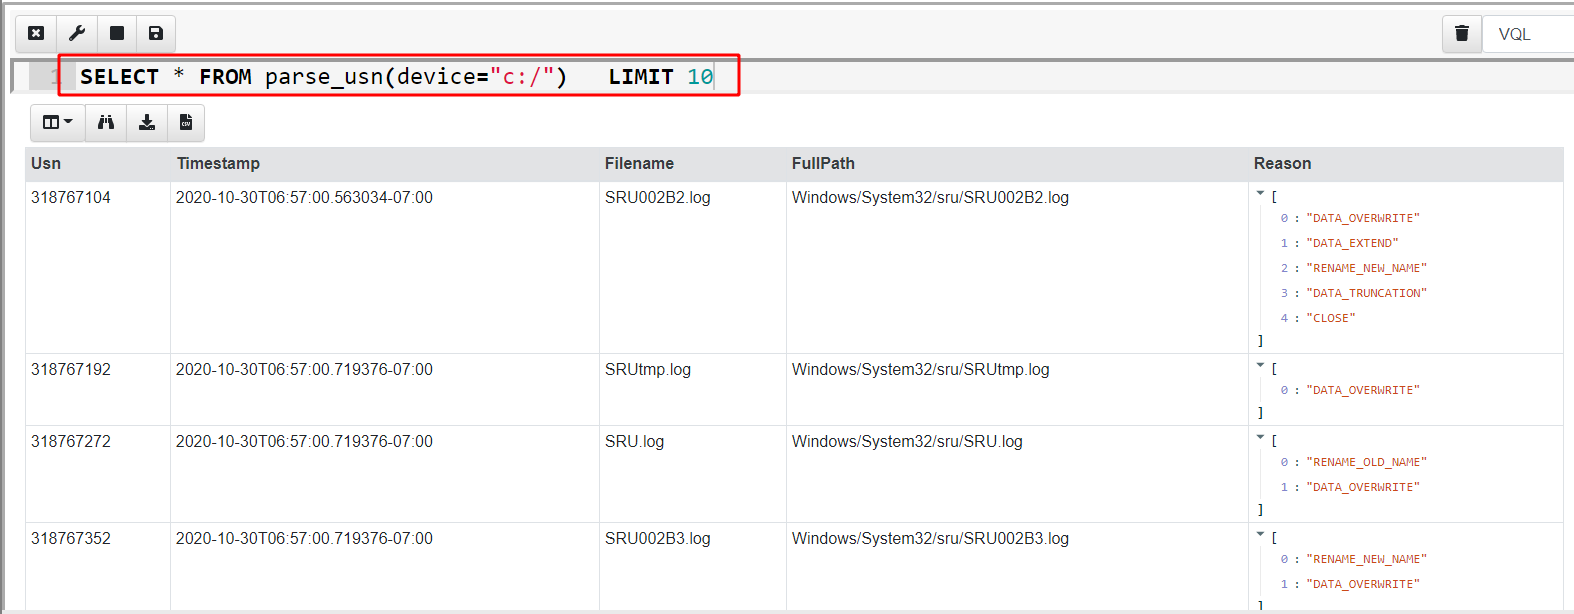 VQL
1 SELECT * FROM parse_usn(device="c:/")   LIMIT 10
CSV
Usn Timestamp Filename FullPath Reason
318767104 2020-10-30T06:57:00.563034-07:00 SRU002B2.log Windows/System32/sru/SRU002B2.log [
0 : "DATA_OVERWRITE"
1 : "DATA_EXTEND"
2 : "RENAME_NEW_NAME"
3 : "DATA_TRUNCATION"
4 : "CLOSE"
]
318767192 2020-10-30T06:57:00.719376-07:00 SRUtmp.log Windows/System32/sru/SRUtmp.log [
0 : "DATA_OVERWRITE"
]
318767272 2020-10-30T06:57:00.719376-07:00 SRU.log Windows/System32/sru/SRU.log [
0 : "RENAME_OLD_NAME"
1 : "DATA_OVERWRITE"
]
318767352 2020-10-30T06:57:00.719376-07:00 SRU002B3.log Windows/System32/sru/SRU002B3.log [
0 : "RENAME_NEW_NAME"
1 : "DATA_OVERWRITE"
]